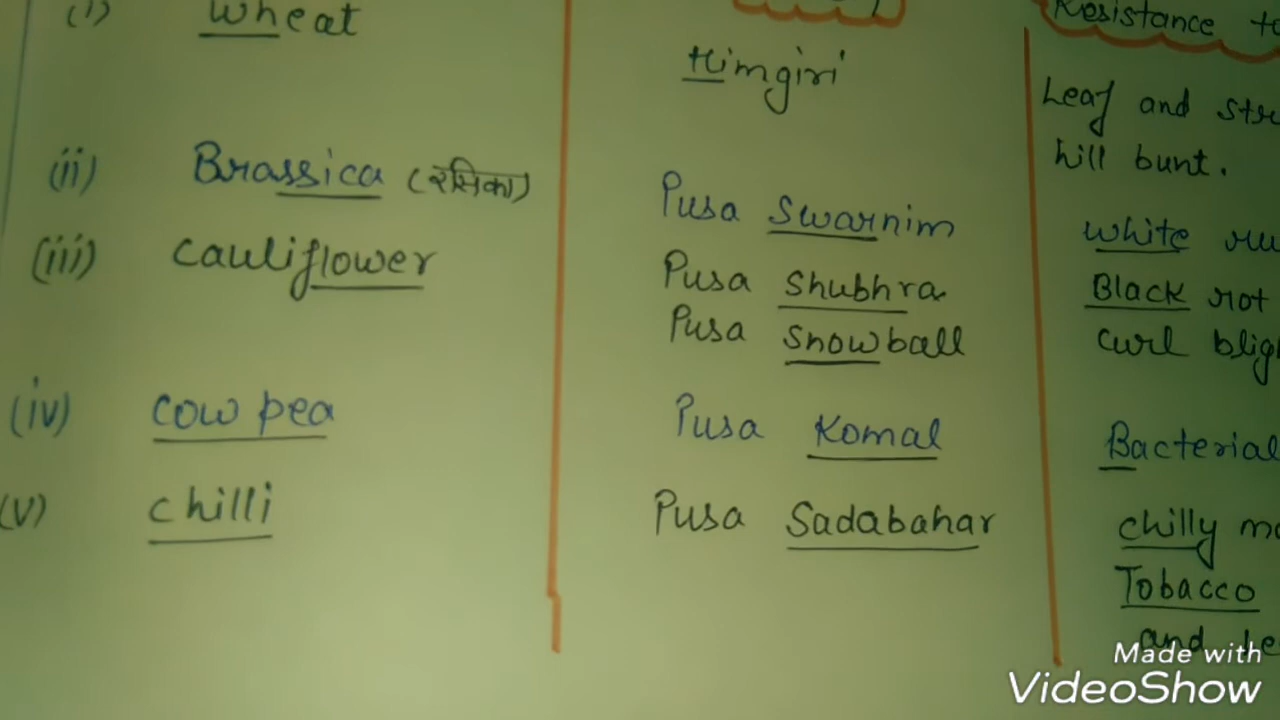 (i) Wheat
Resistance
Himgiri
Leaf and
hill bunt.
(ii) Brassica (रसिका)
Pusa Swarnim
white
(iii) Cauliflower
Pusa Shubhra
Black rot
Pusa Snowball
curl
(iv) cow pea
Pusa Komal
Bacterial
(v) chilli
Pusa Sadabahar
chilly
Tobacco
and
Made with
VideoShow